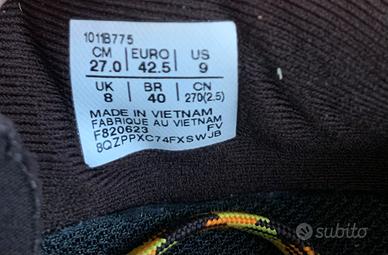 1011B775
CM EURO US
27.0 42.5 9
UK BR CN
8 40 270(2.5)
MADE IN VIETNAM
FABRIQUE AU VIETNAM
F820623 FV
8QZPPXC74FXSWJB
subito